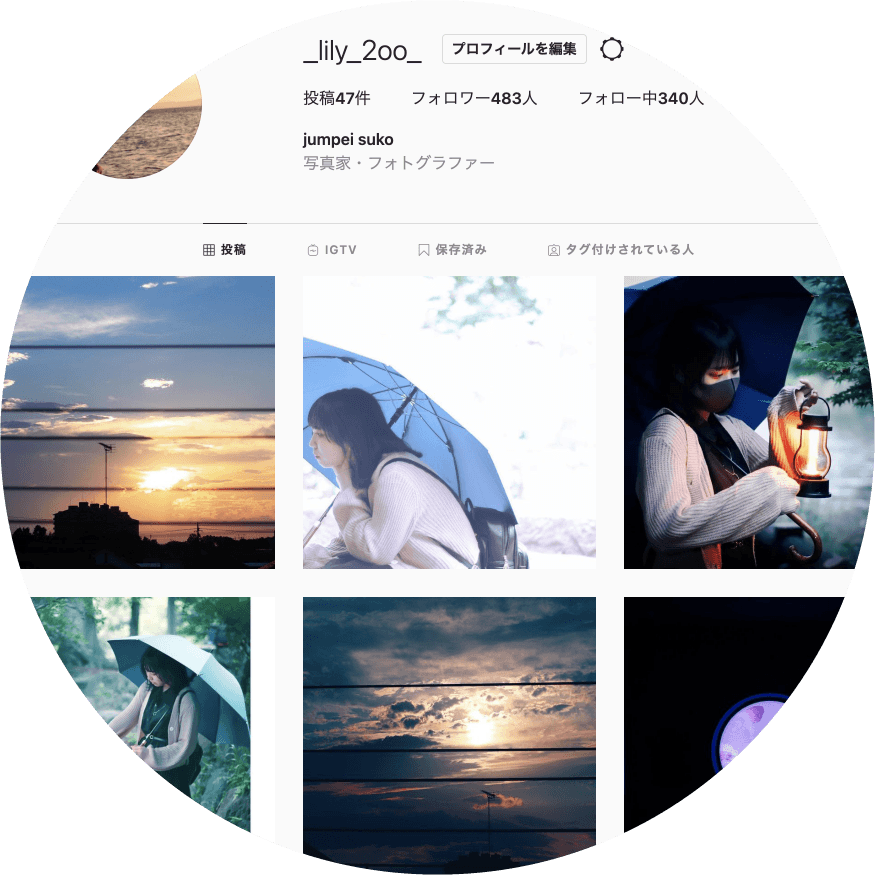 _lily_2oo_ プロフィールを編集
投稿47件 フォロワー483人 フォロー中340人
jumpei suko
写真家・フォトグラファー
投稿 IGTV 保存済み タグ付けされている人